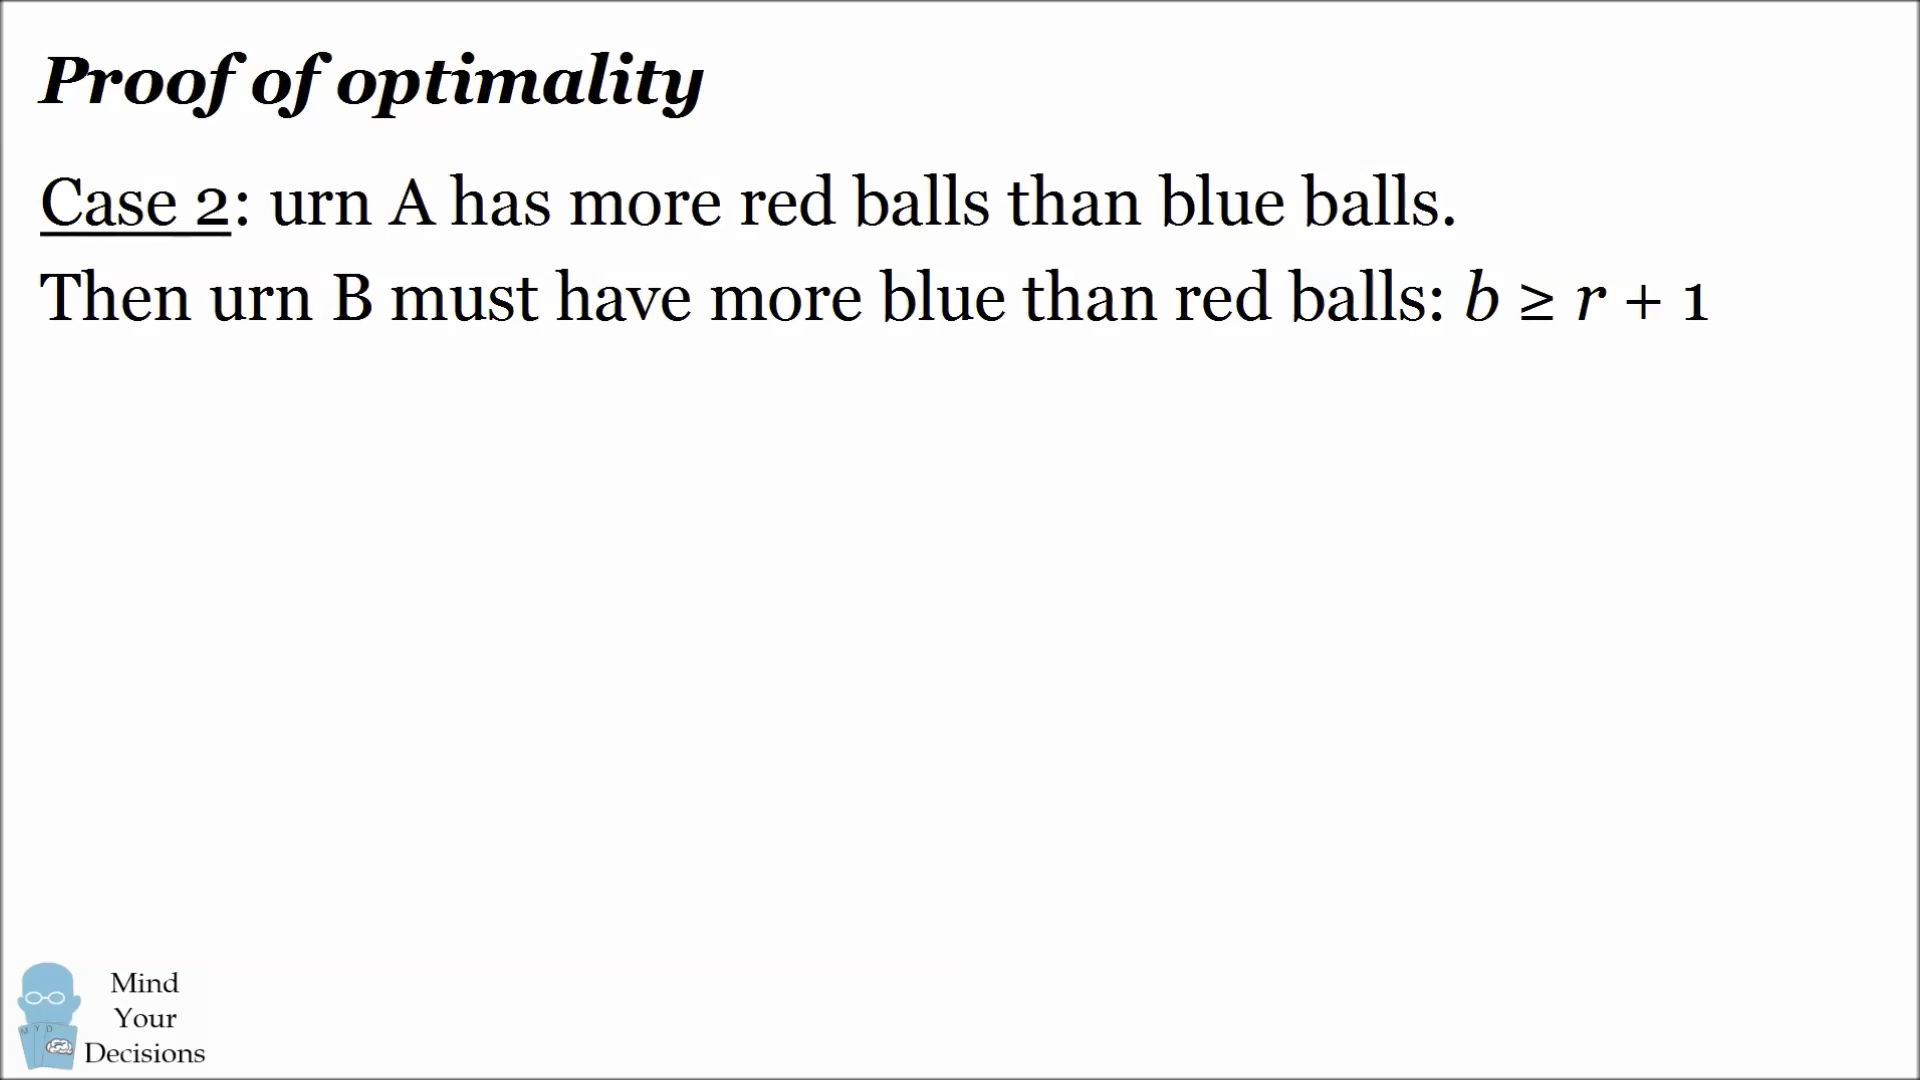 Proof of optimality
Case 2: urn A has more red balls than blue balls.
Then urn B must have more blue than red balls: b ≥ r + 1
Mind
Your
Decisions
M Y D